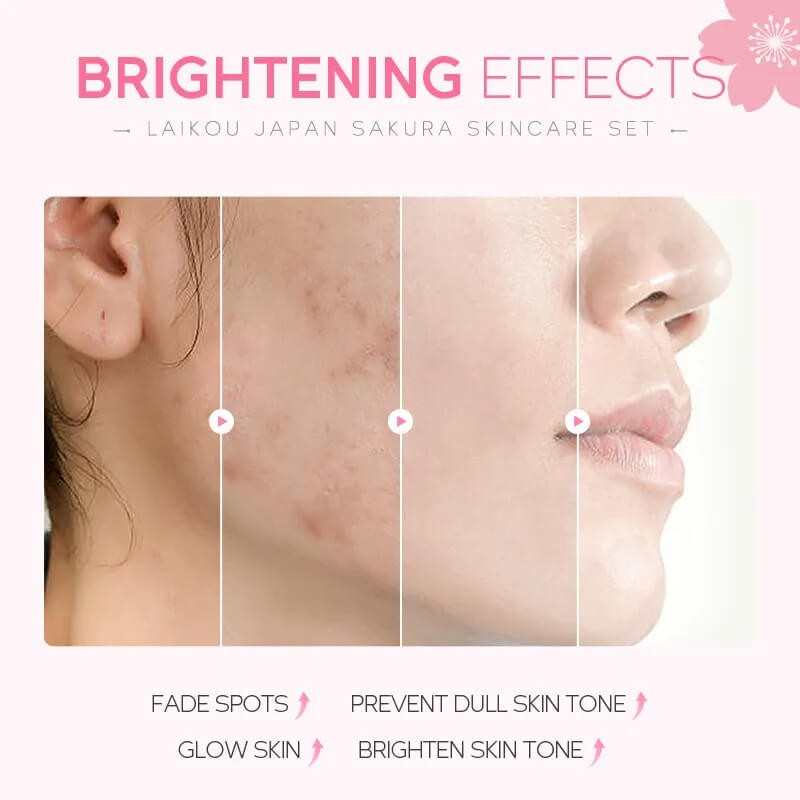 BRIGHTENING EFFECTS
LAIKOU JAPAN SAKURA SKINCARE SET
FADE SPOTS
PREVENT DULL SKIN TONE
GLOW SKIN
BRIGHTEN SKIN TONE